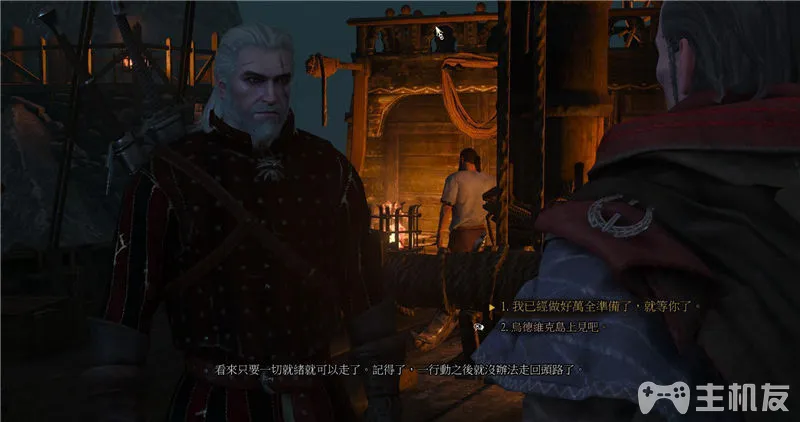 1. 我已經做好萬全準備了，就等你了。
2. 烏德維克島上見吧。
看來只要一切就緒就可以走了。記得了，一行動之後就沒辦法走回頭路了。
主机友